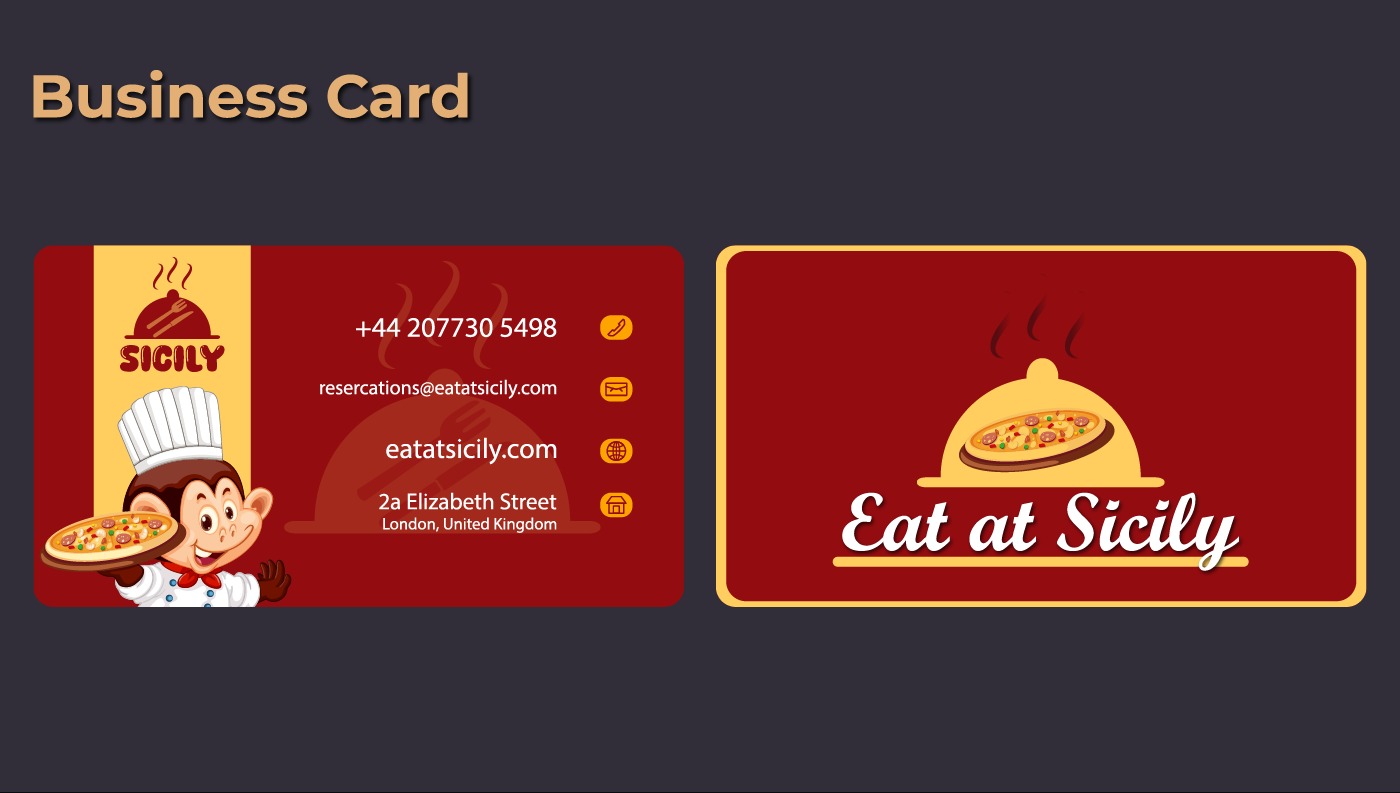 Business Card
SICILY
+44 207730 5498
resercations@eatatsicily.com
eatatsicily.com
2a Elizabeth Street
London, United Kingdom
Eat at Sicily